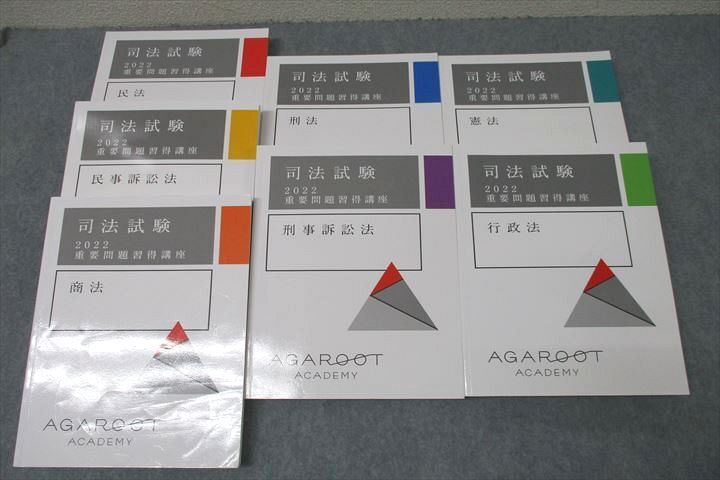 司法試験
2022
重要問題習得講座
民法
司法試験
2022
重要問題習得講座
刑法
司法試験
2022
重要問題習得講座
憲法
司法試験
2022
重要問題習得講座
民事訴訟法
司法試験
2022
重要問題習得講座
刑事訴訟法
AGAROOT
ACADEMY
司法試験
2022
重要問題習得講座
行政法
AGAROOT
ACADEMY
司法試験
2022
重要問題習得講座
商法
AGAROOT
ACADEMY